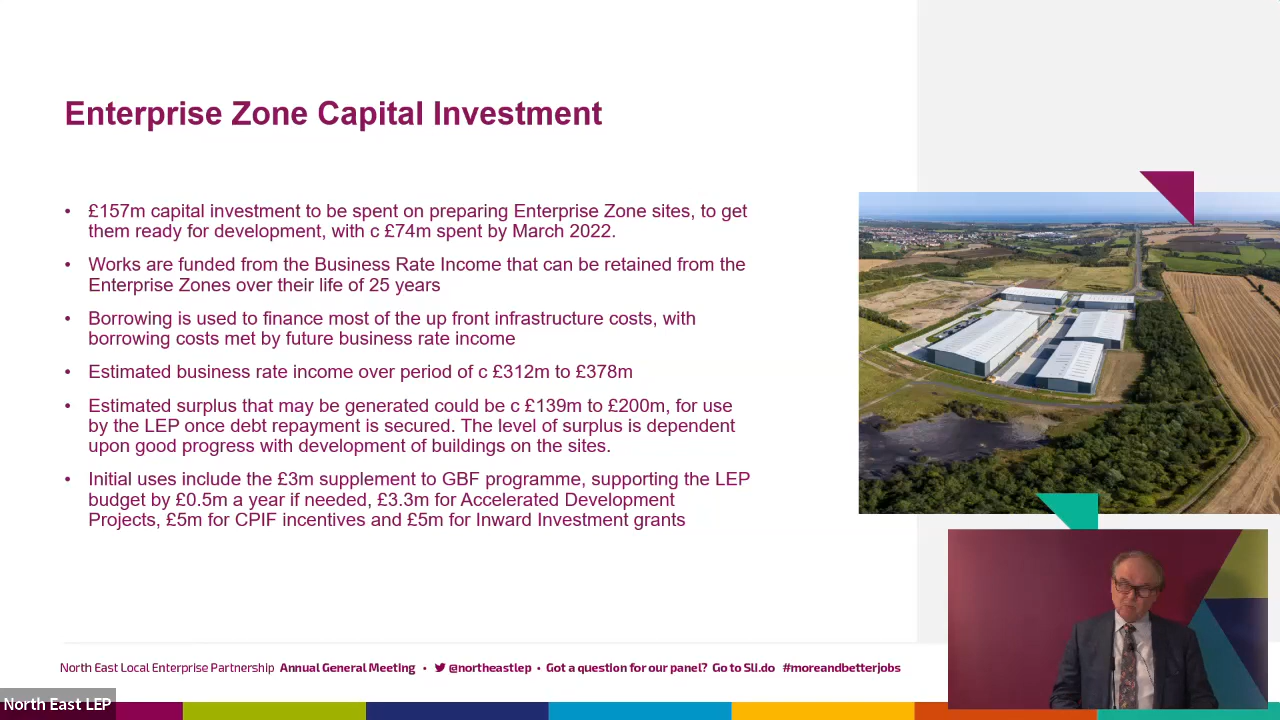 Enterprise Zone Capital Investment
• £157m capital investment to be spent on preparing Enterprise Zone sites, to get
them ready for development, with c £74m spent by March 2022.
• Works are funded from the Business Rate Income that can be retained from the
Enterprise Zones over their life of 25 years
• Borrowing is used to finance most of the up front infrastructure costs, with
borrowing costs met by future business rate income
• Estimated business rate income over period of c £312m to £378m
• Estimated surplus that may be generated could be c £139m to £200m, for use
by the LEP once debt repayment is secured. The level of surplus is dependent
upon good progress with development of buildings on the sites.
• Initial uses include the £3m supplement to GBF programme, supporting the LEP
budget by £0.5m a year if needed, £3.3m for Accelerated Development
Projects, £5m for CPIF incentives and £5m for Inward Investment grants
North East Local Enterprise Partnership Annual General Meeting • @northeastlep • Got a question for our panel? Go to Sli.do #moreandbetterjobs
North East LEP